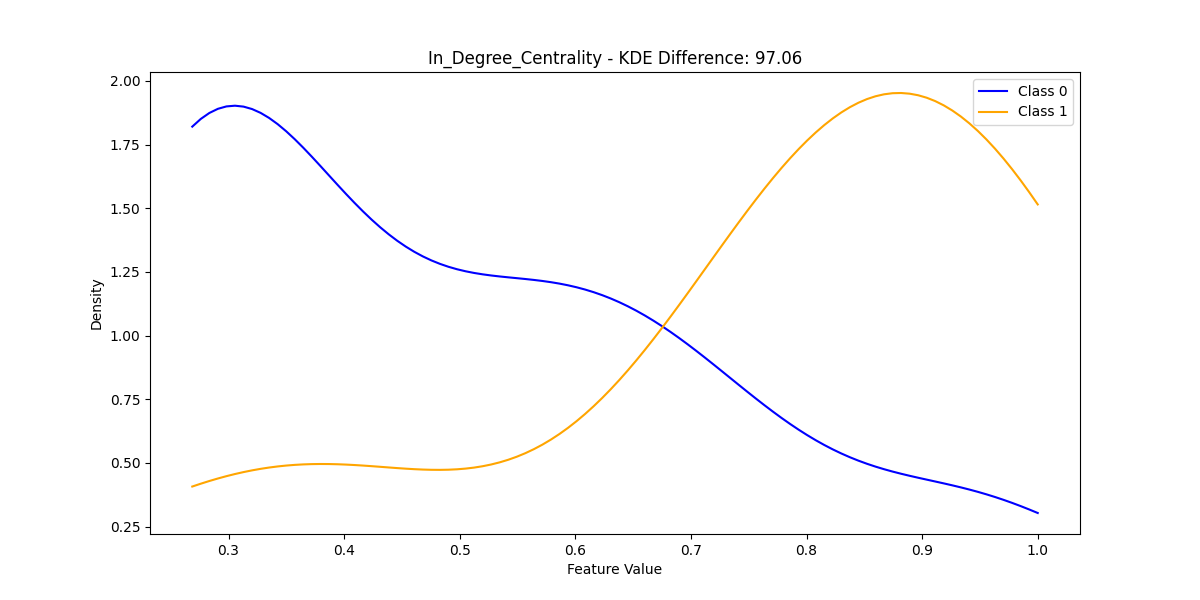 In_Degree_Centrality - KDE Difference: 97.06
Class 0
Class 1
Density
2.00
1.75
1.50
1.25
1.00
0.75
0.50
0.25
0.3 0.4 0.5 0.6 0.7 0.8 0.9 1.0
Feature Value